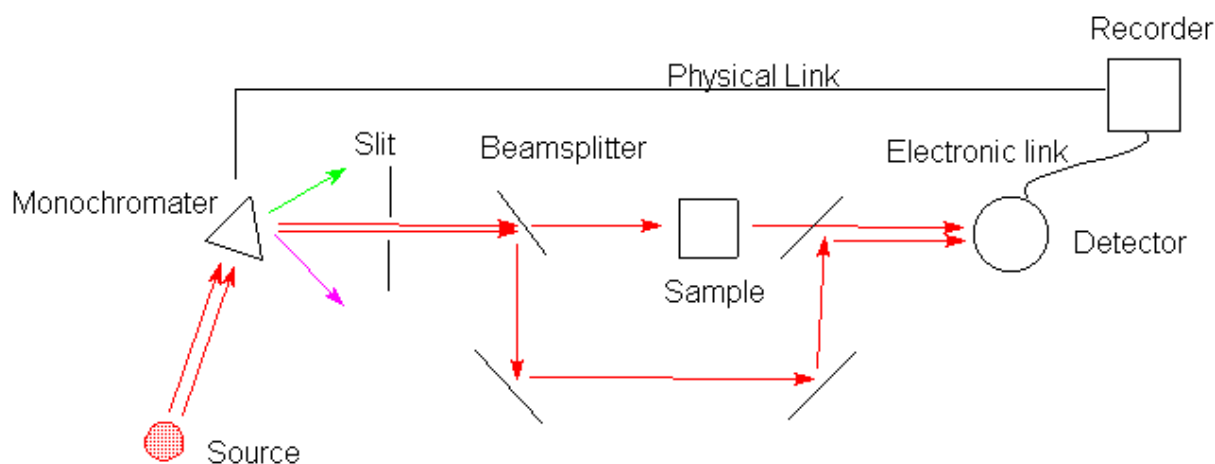 Recorder
Physical Link
Slit
Beamsplitter
Electronic link
Monochromater
Detector
Sample
Source